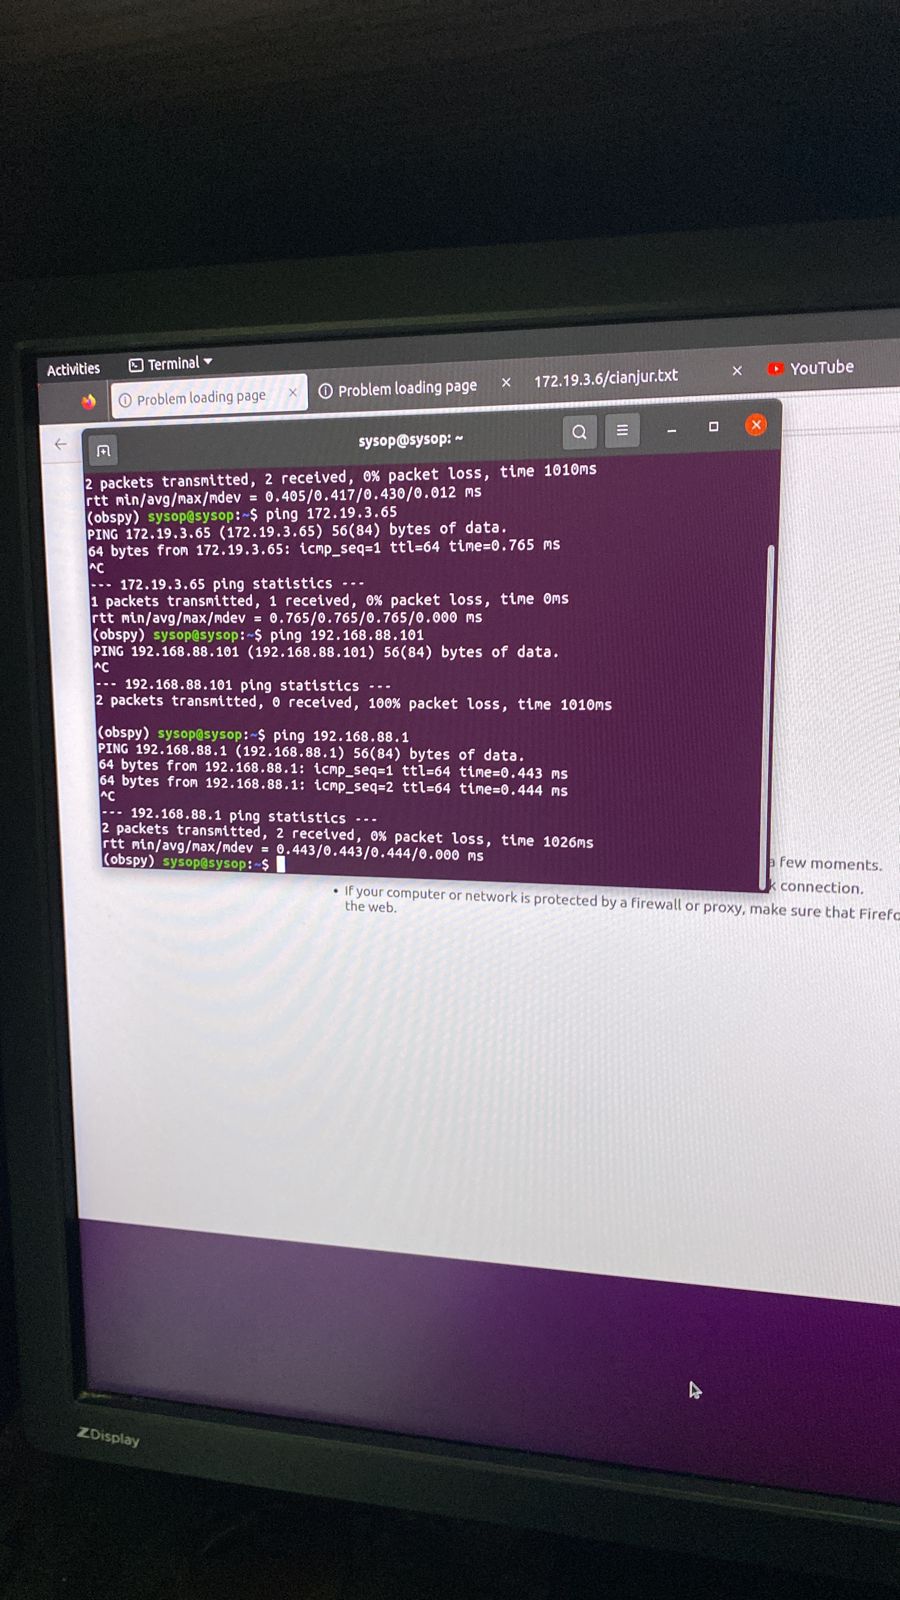 Activities
Terminal
Problem loading page
Problem loading page
172.19.3.6/cianjur.txt
YouTube
sysop@sysop: ~
2 packets transmitted, 2 received, 0% packet loss, time 1010ms
rtt min/avg/max/mdev = 0.405/0.417/0.430/0.012 ms
(obspy) sysop@sysop:~$ ping 172.19.3.65
PING 172.19.3.65 (172.19.3.65) 56(84) bytes of data.
64 bytes from 172.19.3.65: icmp_seq=1 ttl=64 time=0.765 ms
^C
--- 172.19.3.65 ping statistics ---
1 packets transmitted, 1 received, 0% packet loss, time 0ms
rtt min/avg/max/mdev = 0.765/0.765/0.765/0.000 ms
(obspy) sysop@sysop:~$ ping 192.168.88.101
PING 192.168.88.101 (192.168.88.101) 56(84) bytes of data.
^C
--- 192.168.88.101 ping statistics ---
2 packets transmitted, 0 received, 100% packet loss, time 1010ms
(obspy) sysop@sysop:~$ ping 192.168.88.1
PING 192.168.88.1 (192.168.88.1) 56(84) bytes of data.
64 bytes from 192.168.88.1: icmp_seq=1 ttl=64 time=0.443 ms
64 bytes from 192.168.88.1: icmp_seq=2 ttl=64 time=0.444 ms
^C
--- 192.168.88.1 ping statistics ---
2 packets transmitted, 2 received, 0% packet loss, time 1026ms
rtt min/avg/max/mdev = 0.443/0.443/0.444/0.000 ms
(obspy) sysop@sysop:~$
a few moments.
k connection.
• If your computer or network is protected by a firewall or proxy, make sure that Firefo
the web.
ZDisplay